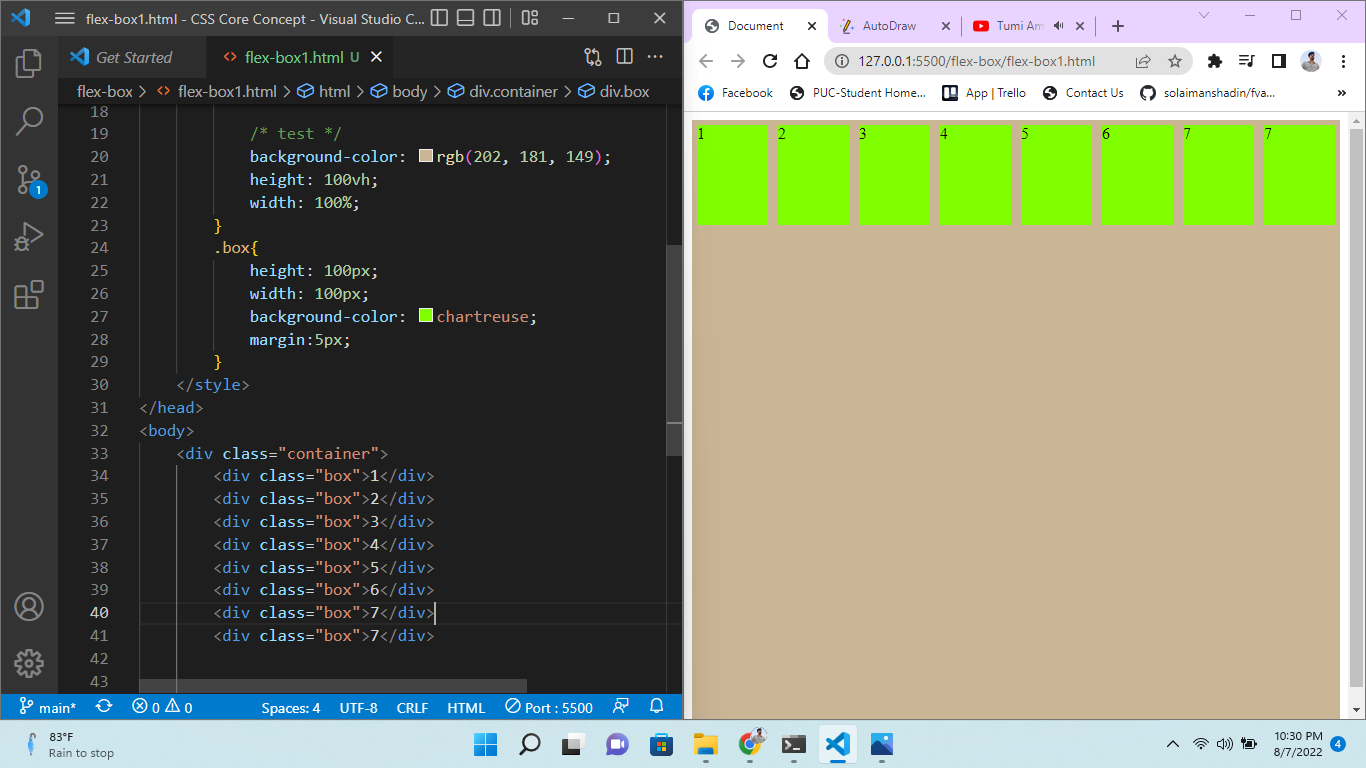 flex-box1.html - CSS Core Concept - Visual Studio C...
Get Started
flex-box1.html U
flex-box > flex-box1.html > html > body > div.container > div.box
18
19 /* test */
20 background-color: rgb(202, 181, 149);
21 height: 100vh;
22 width: 100%;
23 }
24 .box{
25 height: 100px;
26 width: 100px;
27 background-color: chartreuse;
28 margin:5px;
29 }
30 </style>
31 </head>
32 <body>
33 <div class="container">
34 <div class="box">1</div>
35 <div class="box">2</div>
36 <div class="box">3</div>
37 <div class="box">4</div>
38 <div class="box">5</div>
39 <div class="box">6</div>
40 <div class="box">7</div>
41 <div class="box">7</div>
42
43
1
main* 0 0 Spaces: 4 UTF-8 CRLF HTML Port : 5500
Document AutoDraw Tumi Am
127.0.0.1:5500/flex-box/flex-box1.html
Facebook PUC-Student Home... App | Trello Contact Us solaimanshadin/fva... »
1 2 3 4 5 6 7 7
83°F
Rain to stop
10:30 PM
8/7/2022
4